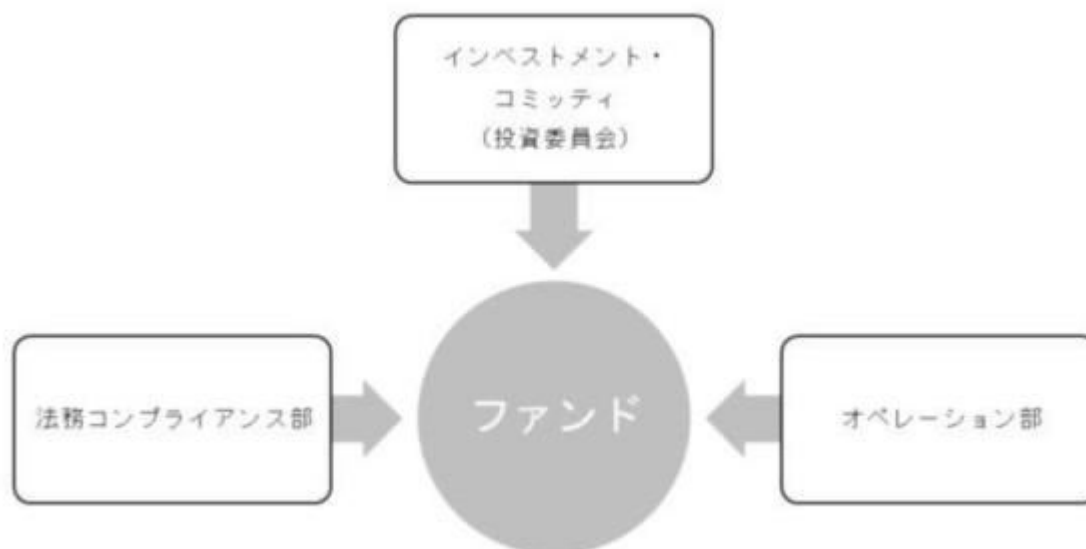 インベストメント・
コミッティ
（投資委員会）
法務コンプライアンス部
ファンド
オペレーション部